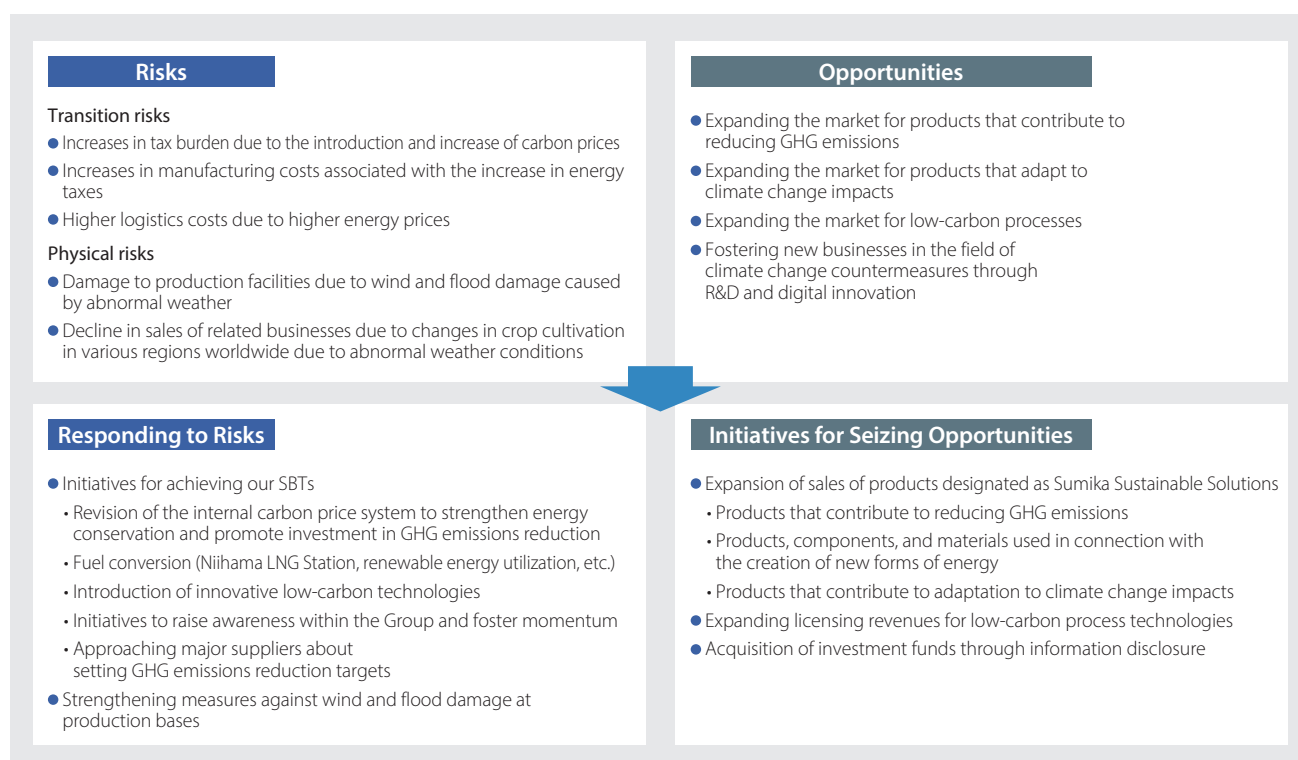 Risks
Transition risks
● Increases in tax burden due to the introduction and increase of carbon prices
● Increases in manufacturing costs associated with the increase in energy
taxes
● Higher logistics costs due to higher energy prices
Physical risks
● Damage to production facilities due to wind and flood damage caused
by abnormal weather
● Decline in sales of related businesses due to changes in crop cultivation
in various regions worldwide due to abnormal weather conditions
Opportunities
● Expanding the market for products that contribute to
reducing GHG emissions
● Expanding the market for products that adapt to
climate change impacts
● Expanding the market for low-carbon processes
● Fostering new businesses in the field of
climate change countermeasures through
R&D and digital innovation
Responding to Risks
● Initiatives for achieving our SBTs
• Revision of the internal carbon price system to strengthen energy
conservation and promote investment in GHG emissions reduction
• Fuel conversion (Niihama LNG Station, renewable energy utilization, etc.)
• Introduction of innovative low-carbon technologies
• Initiatives to raise awareness within the Group and foster momentum
• Approaching major suppliers about
setting GHG emissions reduction targets
● Strengthening measures against wind and flood damage at
production bases
Initiatives for Seizing Opportunities
● Expansion of sales of products designated as Sumika Sustainable Solutions
• Products that contribute to reducing GHG emissions
• Products, components, and materials used in connection with
the creation of new forms of energy
• Products that contribute to adaptation to climate change impacts
● Expanding licensing revenues for low-carbon process technologies
● Acquisition of investment funds through information disclosure